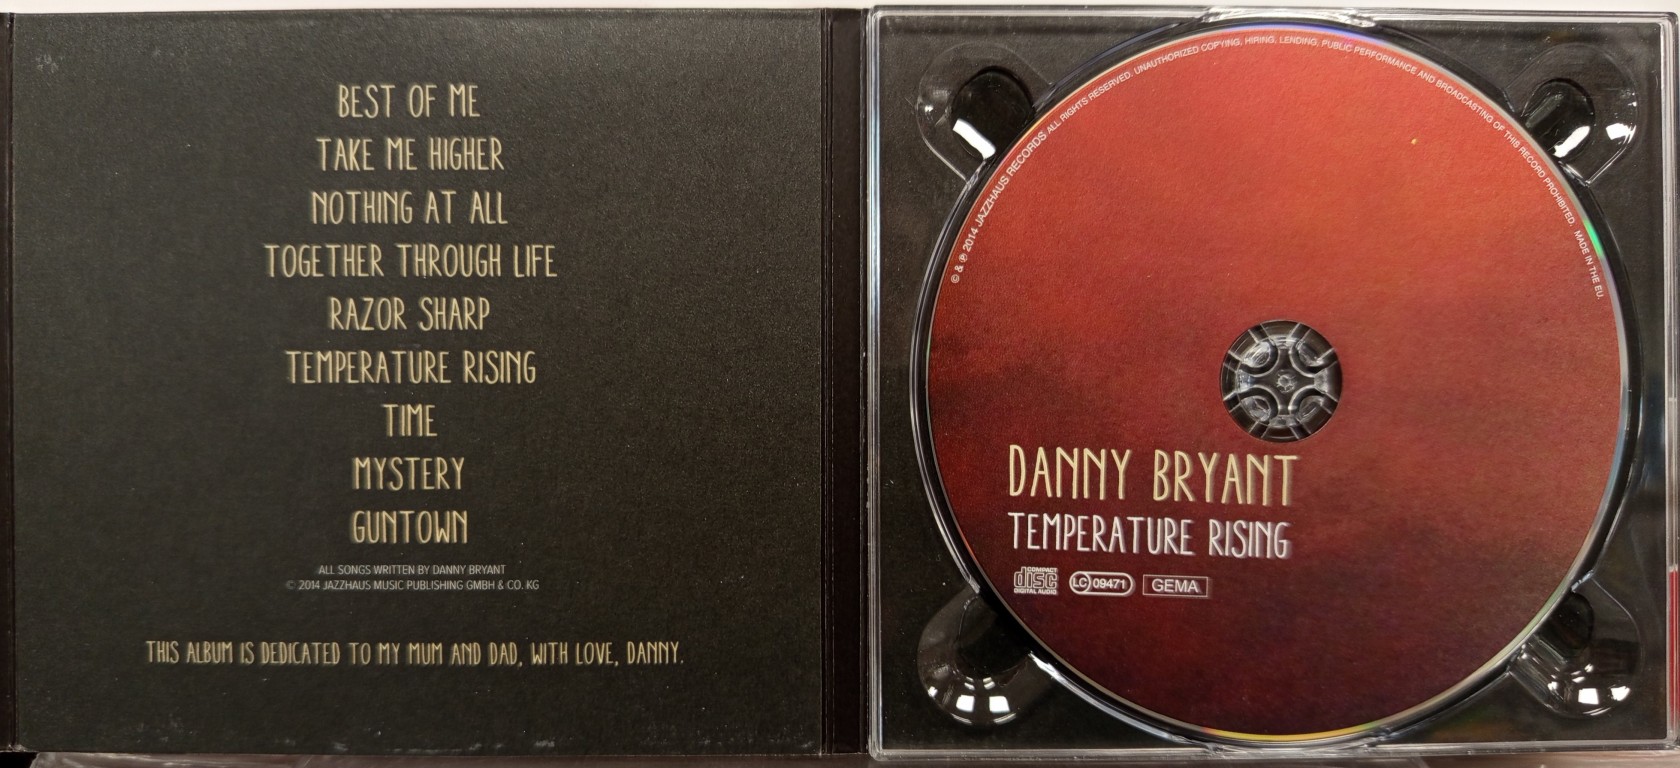 BEST OF ME
TAKE ME HIGHER
NOTHING AT ALL
TOGETHER THROUGH LIFE
RAZOR SHARP
TEMPERATURE RISING
TIME
MYSTERY
GUNTOWN
ALL SONGS WRITTEN BY DANNY BRYANT
© 2014 JAZZHAUS MUSIC PUBLISHING GMBH & CO. KG
THIS ALBUM IS DEDICATED TO MY MUM AND DAD, WITH LOVE, DANNY.
© & ℗ 2014 JAZZHAUS RECORDS. ALL RIGHTS RESERVED. UNAUTHORIZED COPYING, HIRING, LENDING, PUBLIC PERFORMANCE AND BROADCASTING OF THIS RECORD PROHIBITED. MADE IN THE EU.
DANNY BRYANT
TEMPERATURE RISING
COMPACT disc DIGITAL AUDIO LC 09471 GEMA